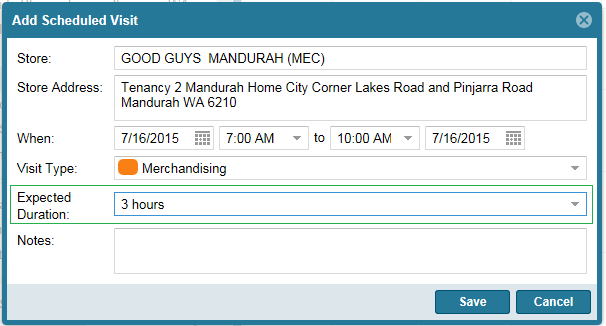 Add Scheduled Visit
Store: GOOD GUYS  MANDURAH (MEC)
Store Address: Tenancy 2 Mandurah Home City Corner Lakes Road and Pinjarra Road
Mandurah WA 6210
When: 7/16/2015 7:00 AM to 10:00 AM 7/16/2015
Visit Type: Merchandising
Expected
Duration: 3 hours
Notes:
Save Cancel